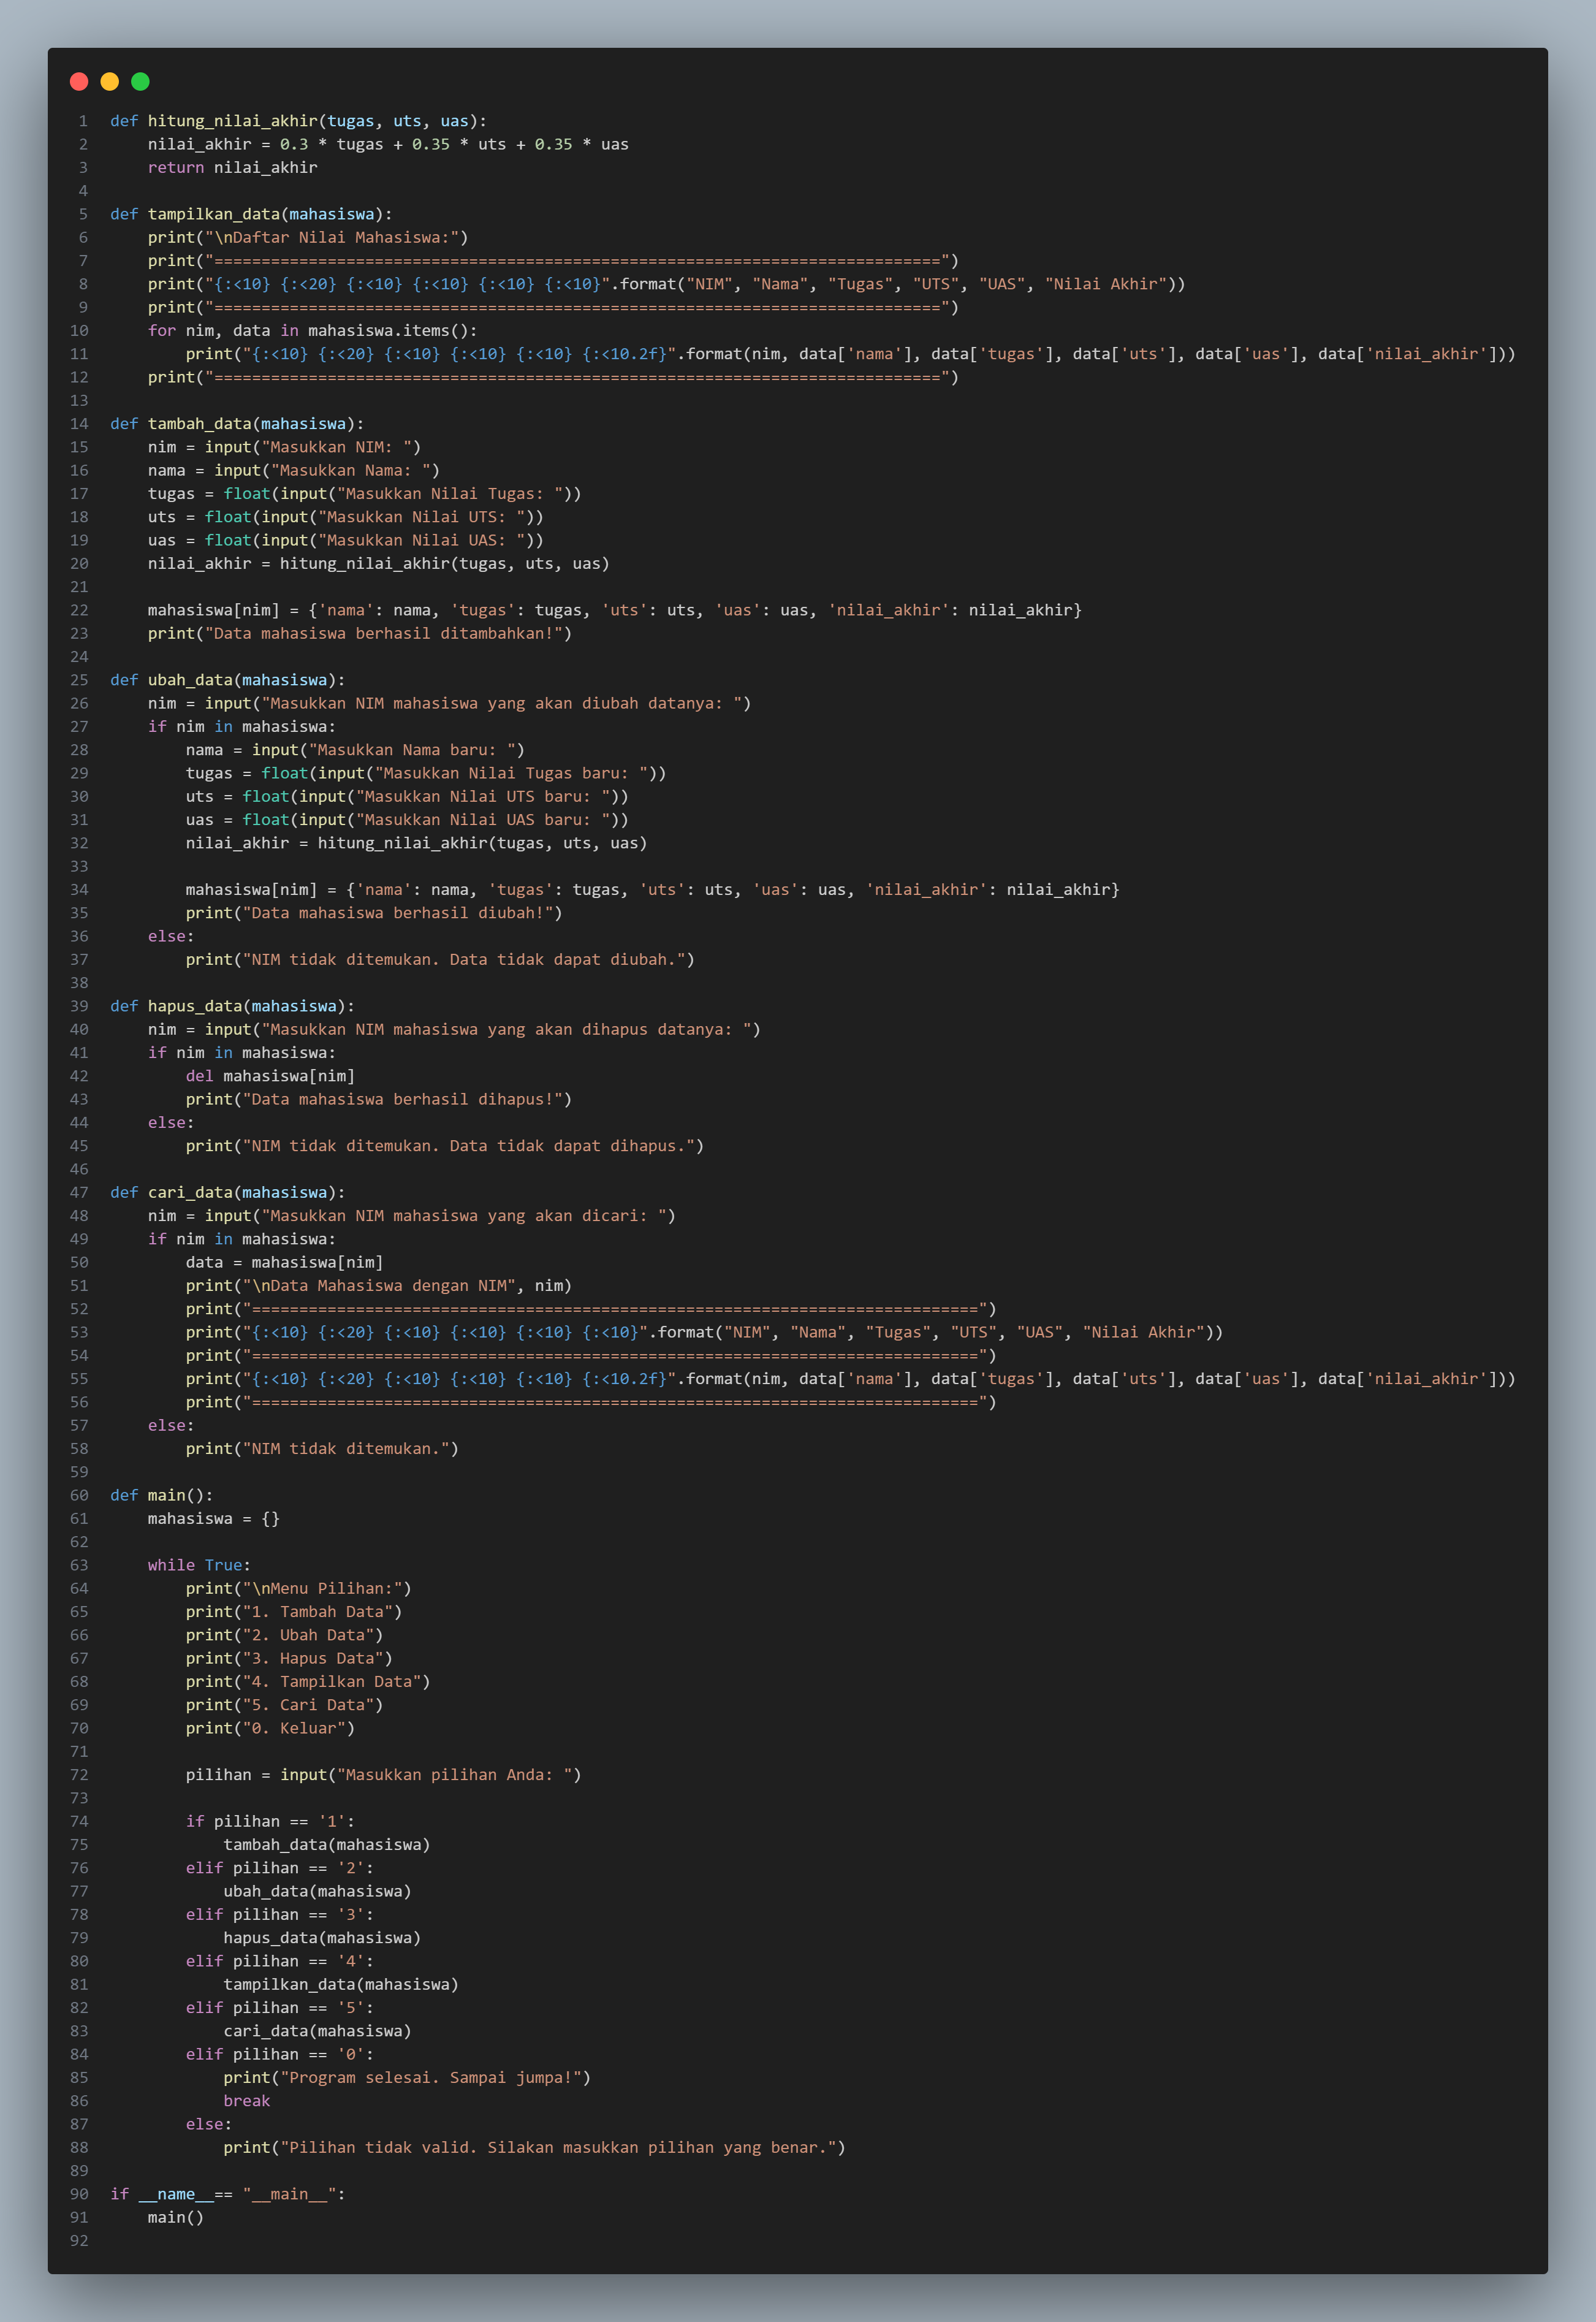 1 def hitung_nilai_akhir(tugas, uts, uas):
2     nilai_akhir = 0.3 * tugas + 0.35 * uts + 0.35 * uas
3     return nilai_akhir
4
5 def tampilkan_data(mahasiswa):
6     print("\nDaftar Nilai Mahasiswa:")
7     print("=============================================================================")
8     print("{:<10} {:<20} {:<10} {:<10} {:<10} {:<10}".format("NIM", "Nama", "Tugas", "UTS", "UAS", "Nilai Akhir"))
9     print("=============================================================================")
10     for nim, data in mahasiswa.items():
11         print("{:<10} {:<20} {:<10} {:<10} {:<10} {:<10.2f}".format(nim, data['nama'], data['tugas'], data['uts'], data['uas'], data['nilai_akhir']))
12     print("=============================================================================")
13
14 def tambah_data(mahasiswa):
15     nim = input("Masukkan NIM: ")
16     nama = input("Masukkan Nama: ")
17     tugas = float(input("Masukkan Nilai Tugas: "))
18     uts = float(input("Masukkan Nilai UTS: "))
19     uas = float(input("Masukkan Nilai UAS: "))
20     nilai_akhir = hitung_nilai_akhir(tugas, uts, uas)
21
22     mahasiswa[nim] = {'nama': nama, 'tugas': tugas, 'uts': uts, 'uas': uas, 'nilai_akhir': nilai_akhir}
23     print("Data mahasiswa berhasil ditambahkan!")
24
25 def ubah_data(mahasiswa):
26     nim = input("Masukkan NIM mahasiswa yang akan diubah datanya: ")
27     if nim in mahasiswa:
28         nama = input("Masukkan Nama baru: ")
29         tugas = float(input("Masukkan Nilai Tugas baru: "))
30         uts = float(input("Masukkan Nilai UTS baru: "))
31         uas = float(input("Masukkan Nilai UAS baru: "))
32         nilai_akhir = hitung_nilai_akhir(tugas, uts, uas)
33
34         mahasiswa[nim] = {'nama': nama, 'tugas': tugas, 'uts': uts, 'uas': uas, 'nilai_akhir': nilai_akhir}
35         print("Data mahasiswa berhasil diubah!")
36     else:
37         print("NIM tidak ditemukan. Data tidak dapat diubah.")
38
39 def hapus_data(mahasiswa):
40     nim = input("Masukkan NIM mahasiswa yang akan dihapus datanya: ")
41     if nim in mahasiswa:
42         del mahasiswa[nim]
43         print("Data mahasiswa berhasil dihapus!")
44     else:
45         print("NIM tidak ditemukan. Data tidak dapat dihapus.")
46
47 def cari_data(mahasiswa):
48     nim = input("Masukkan NIM mahasiswa yang akan dicari: ")
49     if nim in mahasiswa:
50         data = mahasiswa[nim]
51         print("\nData Mahasiswa dengan NIM", nim)
52         print("=============================================================================")
53         print("{:<10} {:<20} {:<10} {:<10} {:<10} {:<10}".format("NIM", "Nama", "Tugas", "UTS", "UAS", "Nilai Akhir"))
54         print("=============================================================================")
55         print("{:<10} {:<20} {:<10} {:<10} {:<10} {:<10.2f}".format(nim, data['nama'], data['tugas'], data['uts'], data['uas'], data['nilai_akhir']))
56         print("=============================================================================")
57     else:
58         print("NIM tidak ditemukan.")
59
60 def main():
61     mahasiswa = {}
62
63     while True:
64         print("\nMenu Pilihan:")
65         print("1. Tambah Data")
66         print("2. Ubah Data")
67         print("3. Hapus Data")
68         print("4. Tampilkan Data")
69         print("5. Cari Data")
70         print("0. Keluar")
71
72         pilihan = input("Masukkan pilihan Anda: ")
73
74         if pilihan == '1':
75             tambah_data(mahasiswa)
76         elif pilihan == '2':
77             ubah_data(mahasiswa)
78         elif pilihan == '3':
79             hapus_data(mahasiswa)
80         elif pilihan == '4':
81             tampilkan_data(mahasiswa)
82         elif pilihan == '5':
83             cari_data(mahasiswa)
84         elif pilihan == '0':
85             print("Program selesai. Sampai jumpa!")
86             break
87         else:
88             print("Pilihan tidak valid. Silakan masukkan pilihan yang benar.")
89
90 if __name__== "__main__":
91     main()
92